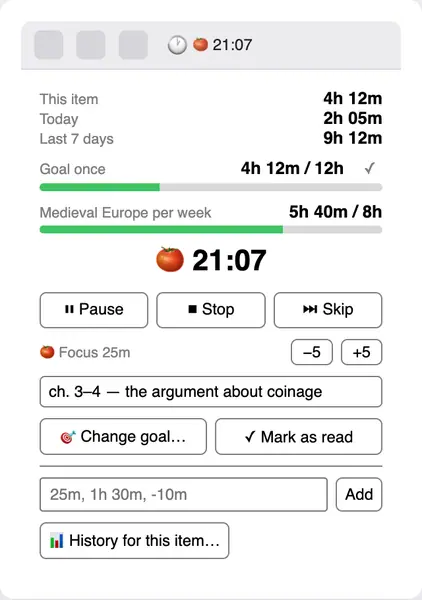 21:07
This item 4h 12m
Today 2h 05m
Last 7 days 9h 12m
Goal once 4h 12m / 12h ✓
Medieval Europe per week 5h 40m / 8h
🍅 21:07
⏸ Pause ⏹ Stop ⏭ Skip
🍅 Focus 25m −5 +5
ch. 3–4 — the argument about coinage
🎯 Change goal… ✓ Mark as read
25m, 1h 30m, -10m Add
📊 History for this item…